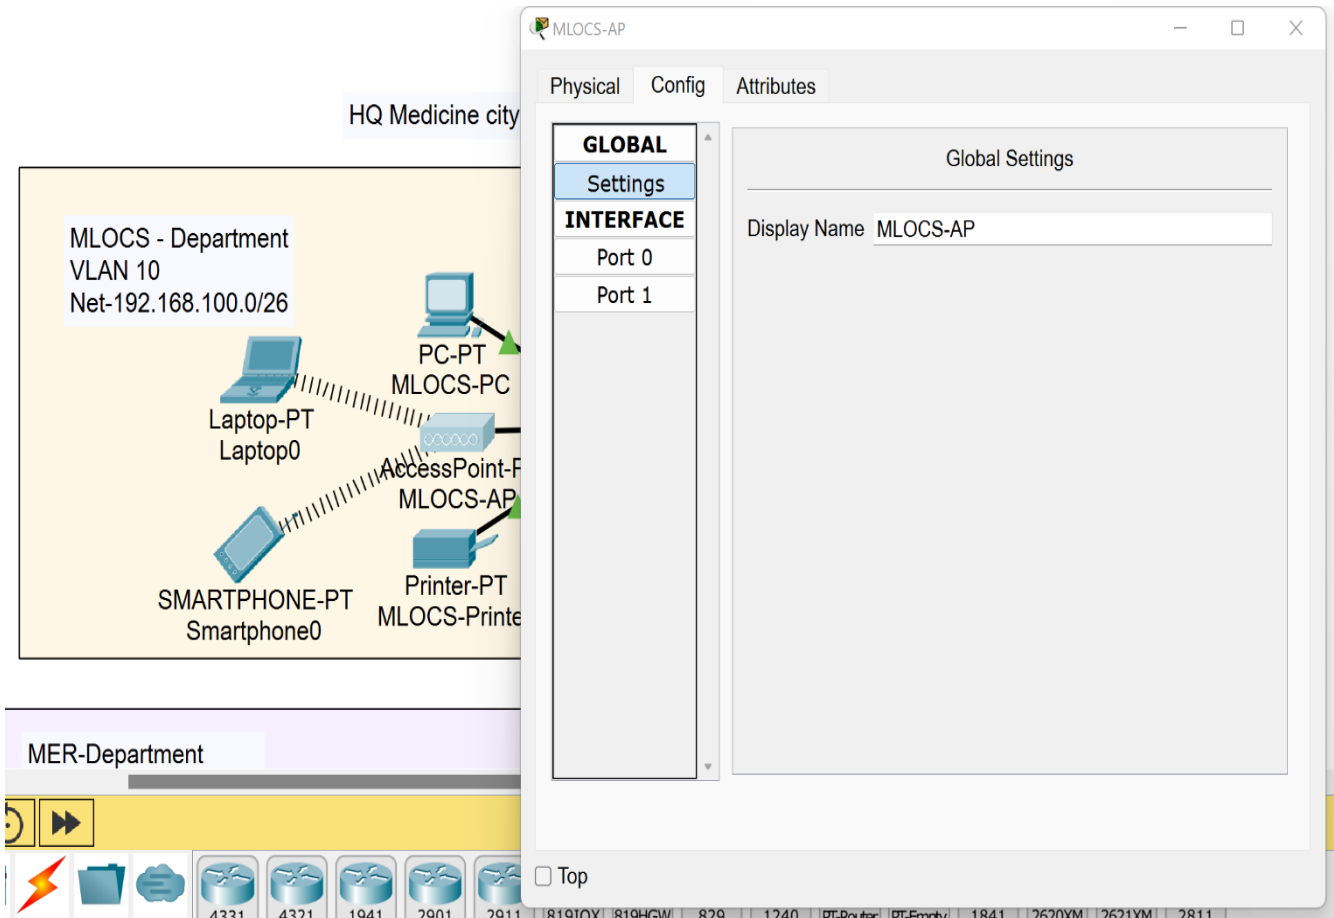 MLOCS-AP
Physical
Config
Attributes
HQ Medicine city
GLOBAL
Settings
INTERFACE
Port 0
Port 1
Global Settings
Display Name MLOCS-AP
MLOCS - Department
VLAN 10
Net-192.168.100.0/26
PC-PT
MLOCS-PC
Laptop-PT
Laptop0
AccessPoint-P
MLOCS-AP
SMARTPHONE-PT
Smartphone0
Printer-PT
MLOCS-Printe
MER-Department
Top
4331
4321
1941
2901
2911
819IOX
819HGW
829
1240
PT-Router
PT-Empty
1841
2620XM
2621XM
2811